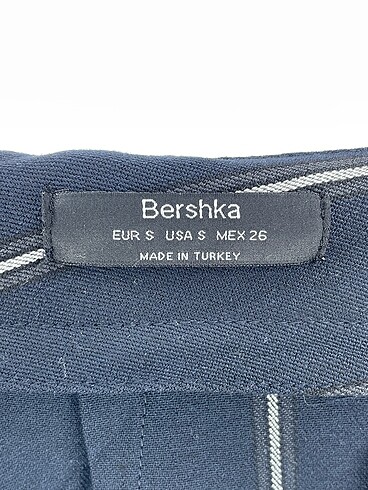 Bershka
EUR S USA S MEX 26
MADE IN TURKEY